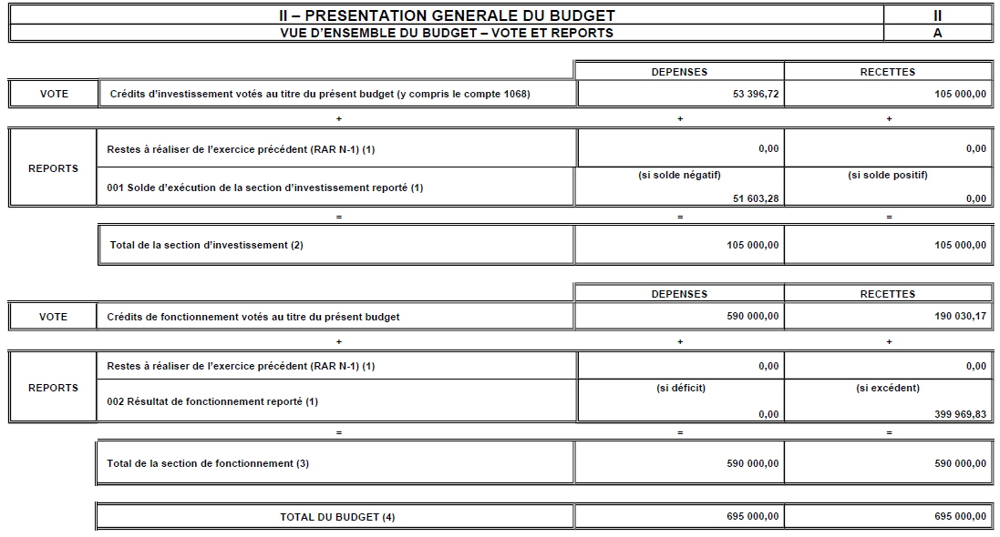 II – PRESENTATION GENERALE DU BUDGET II
VUE D’ENSEMBLE DU BUDGET – VOTE ET REPORTS A
DEPENSES RECETTES
VOTE Crédits d’investissement votés au titre du présent budget (y compris le compte 1068) 53 396,72 105 000,00
+ + +
Restes à réaliser de l’exercice précédent (RAR N-1) (1) 0,00 0,00
REPORTS
(si solde négatif) (si solde positif)
001 Solde d’exécution de la section d’investissement reporté (1)
51 603,28 0,00
= = =
Total de la section d’investissement (2) 105 000,00 105 000,00
DEPENSES RECETTES
VOTE Crédits de fonctionnement votés au titre du présent budget 590 000,00 190 030,17
+ + +
Restes à réaliser de l’exercice précédent (RAR N-1) (1) 0,00 0,00
REPORTS (si déficit) (si excédent)
002 Résultat de fonctionnement reporté (1)
0,00 399 969,83
= = =
Total de la section de fonctionnement (3) 590 000,00 590 000,00
TOTAL DU BUDGET (4) 695 000,00 695 000,00